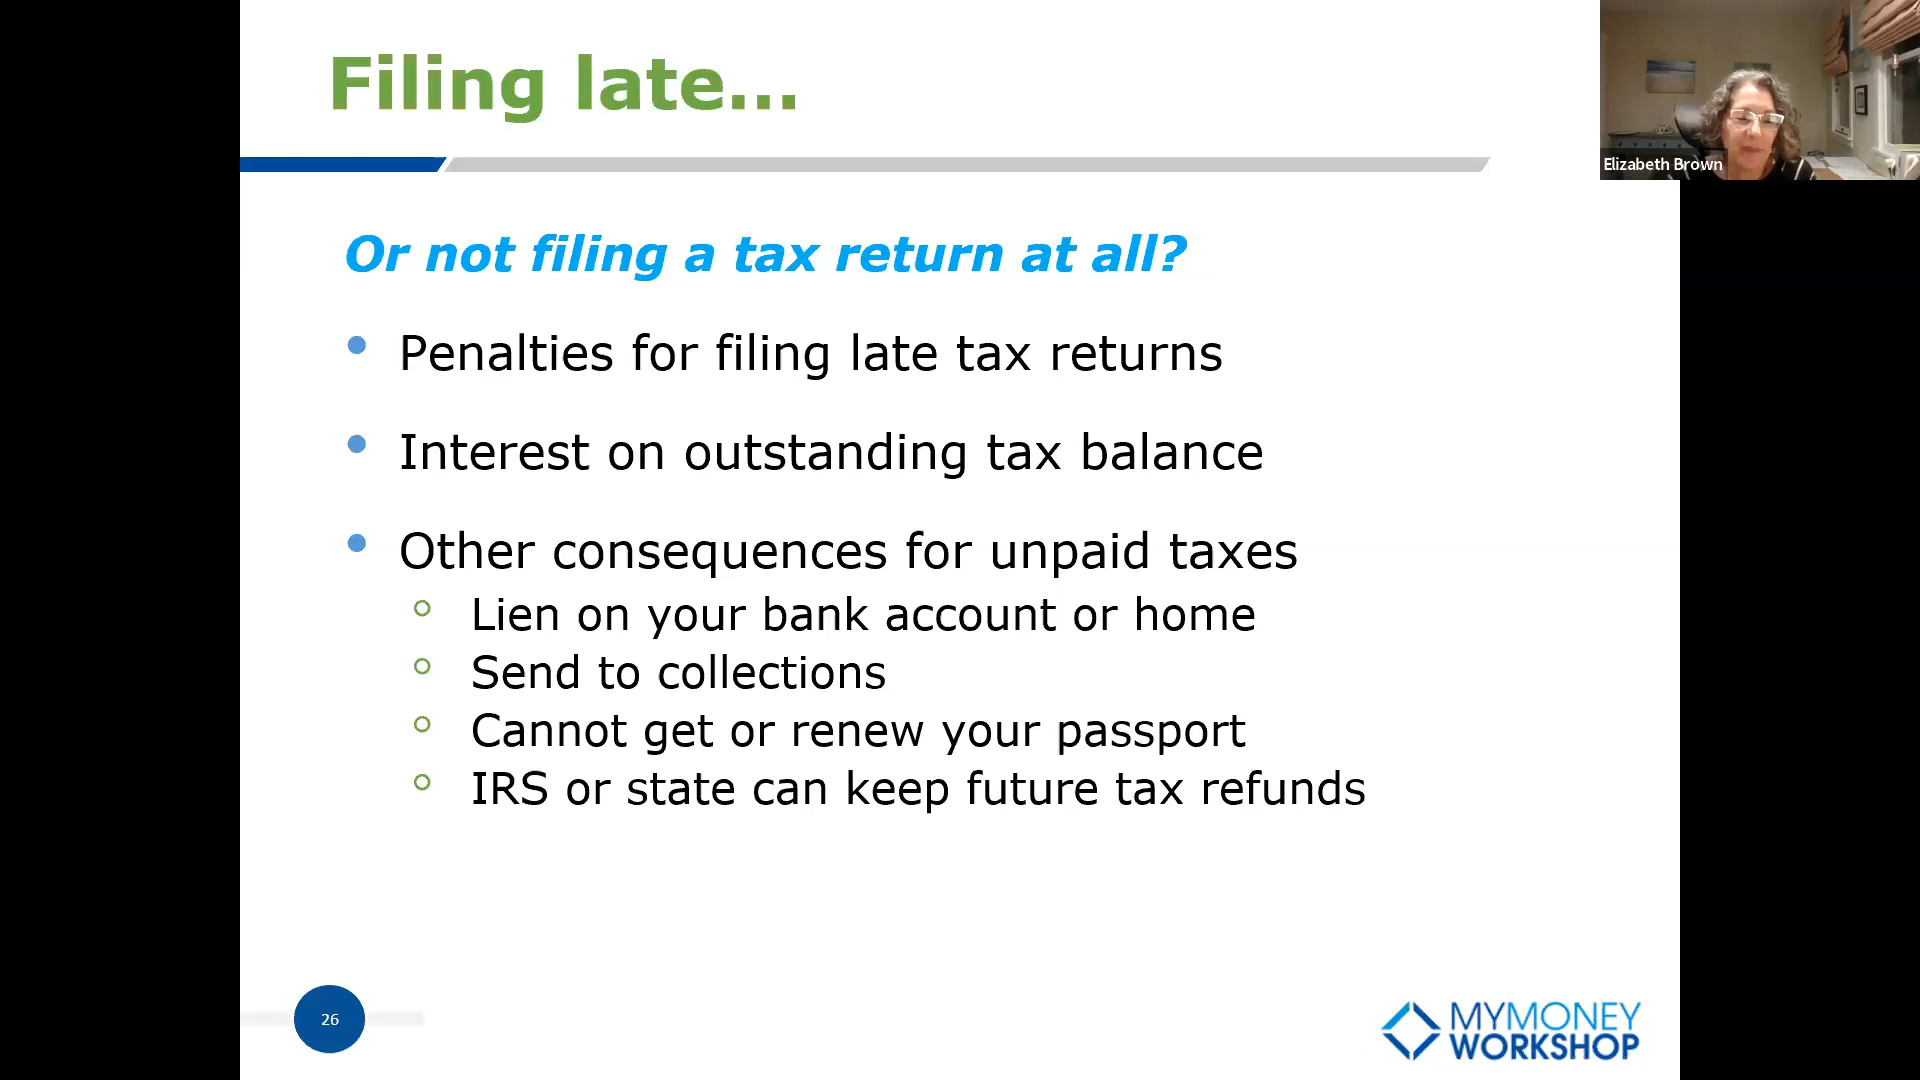 Filing late...
Elizabeth Brown
Or not filing a tax return at all?
Penalties for filing late tax returns
Interest on outstanding tax balance
Other consequences for unpaid taxes
Lien on your bank account or home
Send to collections
Cannot get or renew your passport
IRS or state can keep future tax refunds
26
MYMONEY
WORKSHOP